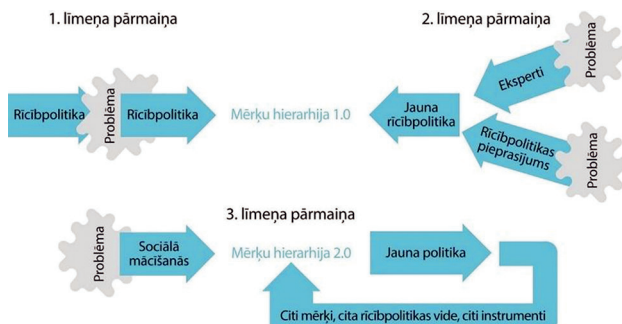 1. līmeņa pārmaiņa
Rīcībpolitika
Problēma
Rīcībpolitika
Mērķu hierarhija 1.0
2. līmeņa pārmaiņa
Jauna
rīcībpolitika
Eksperti
Problēma
Rīcībpolitikas
pieprasījums
Problēma
3. līmeņa pārmaiņa
Problēma
Sociālā
mācīšanās
Mērķu hierarhija 2.0
Jauna politika
Citi mērķi, cita rīcībpolitikas vide, citi instrumenti